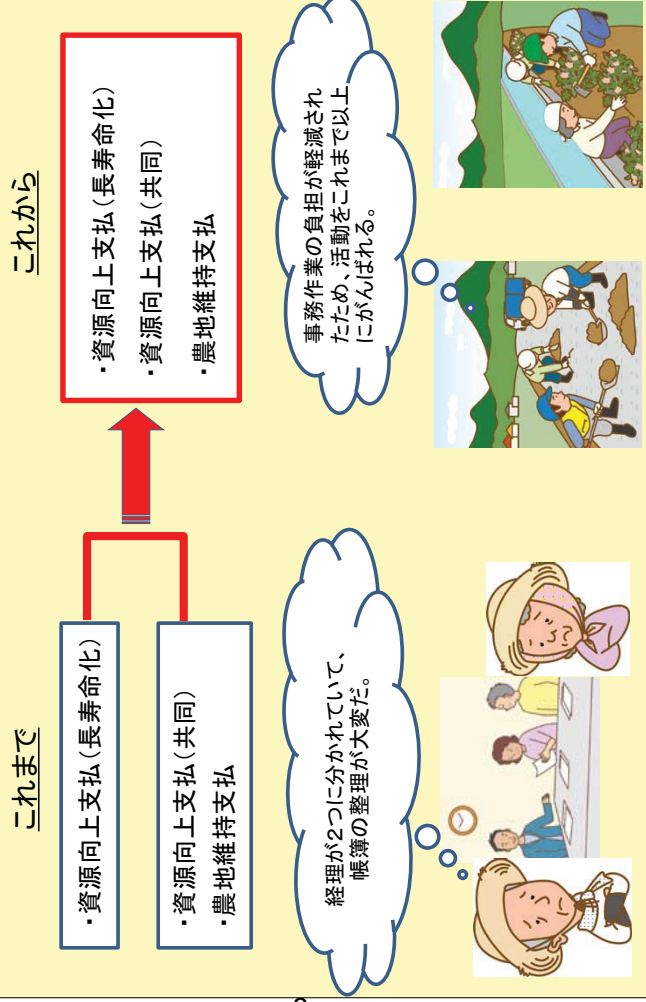 これまで
・資源向上支払(長寿命化)
・資源向上支払(共同)
・農地維持支払
経理が2つに分かれていて、
帳簿の整理が大変だ。
これから
・資源向上支払(長寿命化)
・資源向上支払(共同)
・農地維持支払
事務作業の負担が軽減され
たため、活動をこれまで以上
にがんばれる。